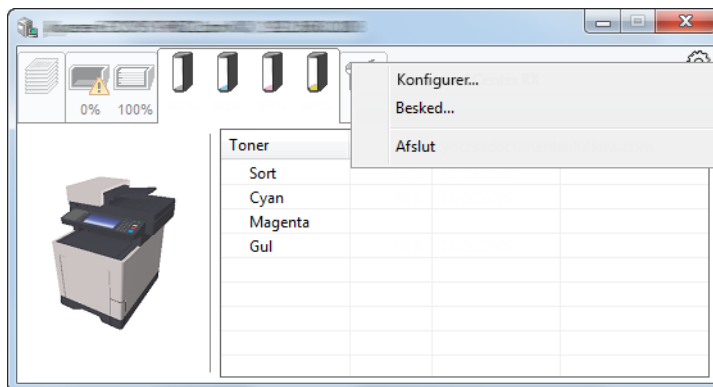 0% 100%
Konfigurer...
Besked...
Afslut
Toner
Sort
Cyan
Magenta
Gul